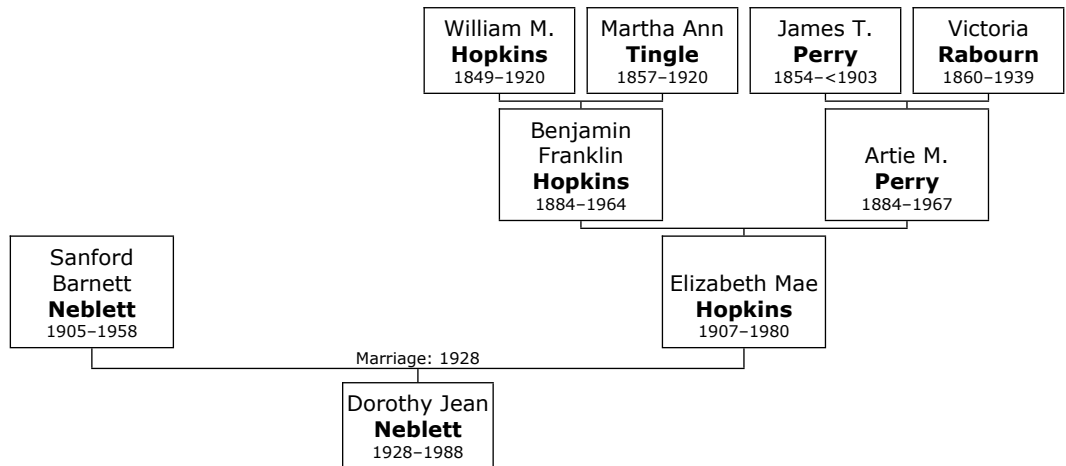 William M.
Hopkins
1849–1920
Martha Ann
Tingle
1857–1920
James T.
Perry
1854–<1903
Victoria
Rabourn
1860–1939
Benjamin
Franklin
Hopkins
1884–1964
Artie M.
Perry
1884–1967
Sanford
Barnett
Neblett
1905–1958
Elizabeth Mae
Hopkins
1907–1980
Marriage: 1928
Dorothy Jean
Neblett
1928–1988